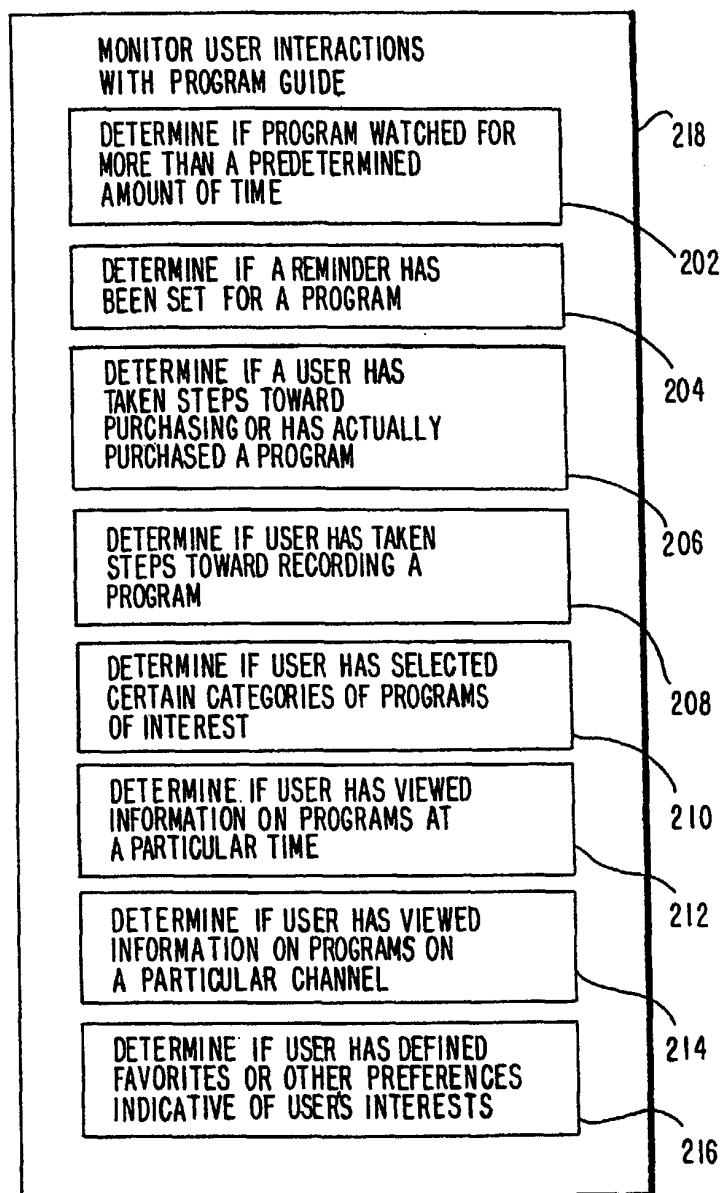 MONITOR USER INTERACTIONS
WITH PROGRAM GUIDE
218
DETERMINE IF PROGRAM WATCHED FOR
MORE THAN A PREDETERMINED
AMOUNT OF TIME
202
DETERMINE IF A REMINDER HAS
BEEN SET FOR A PROGRAM
204
DETERMINE IF A USER HAS
TAKEN STEPS TOWARD
PURCHASING OR HAS ACTUALLY
PURCHASED A PROGRAM
206
DETERMINE IF USER HAS TAKEN
STEPS TOWARD RECORDING A
PROGRAM
208
DETERMINE IF USER HAS SELECTED
CERTAIN CATEGORIES OF PROGRAMS
OF INTEREST
210
DETERMINE IF USER HAS VIEWED
INFORMATION ON PROGRAMS AT
A PARTICULAR TIME
212
DETERMINE IF USER HAS VIEWED
INFORMATION ON PROGRAMS ON
A PARTICULAR CHANNEL
214
DETERMINE IF USER HAS DEFINED
FAVORITES OR OTHER PREFERENCES
INDICATIVE OF USER'S INTERESTS
216